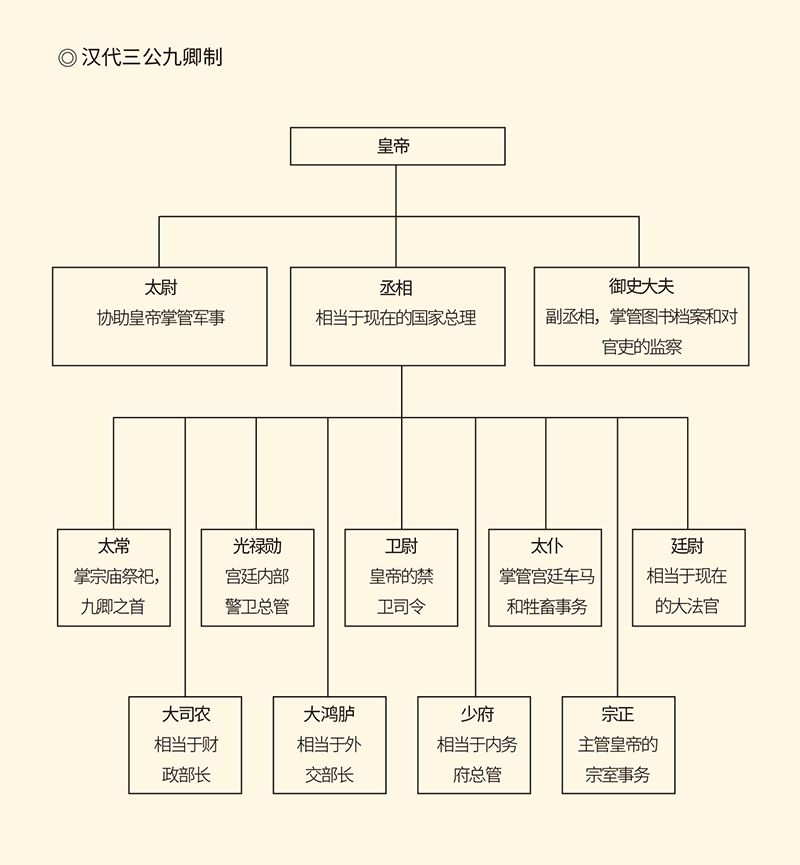 ◎ 汉代三公九卿制
皇帝
太尉
协助皇帝掌管军事
丞相
相当于现在的国家总理
御史大夫
副丞相，掌管图书档案和对
官吏的监察
太常
掌宗庙祭祀，
九卿之首
光禄勋
宫廷内部
警卫总管
卫尉
皇帝的禁
卫司令
太仆
掌管宫廷车马
和牲畜事务
廷尉
相当于现在
的大法官
大司农
相当于财
政部长
大鸿胪
相当于外
交部长
少府
相当于内务
府总管
宗正
主管皇帝的
宗室事务